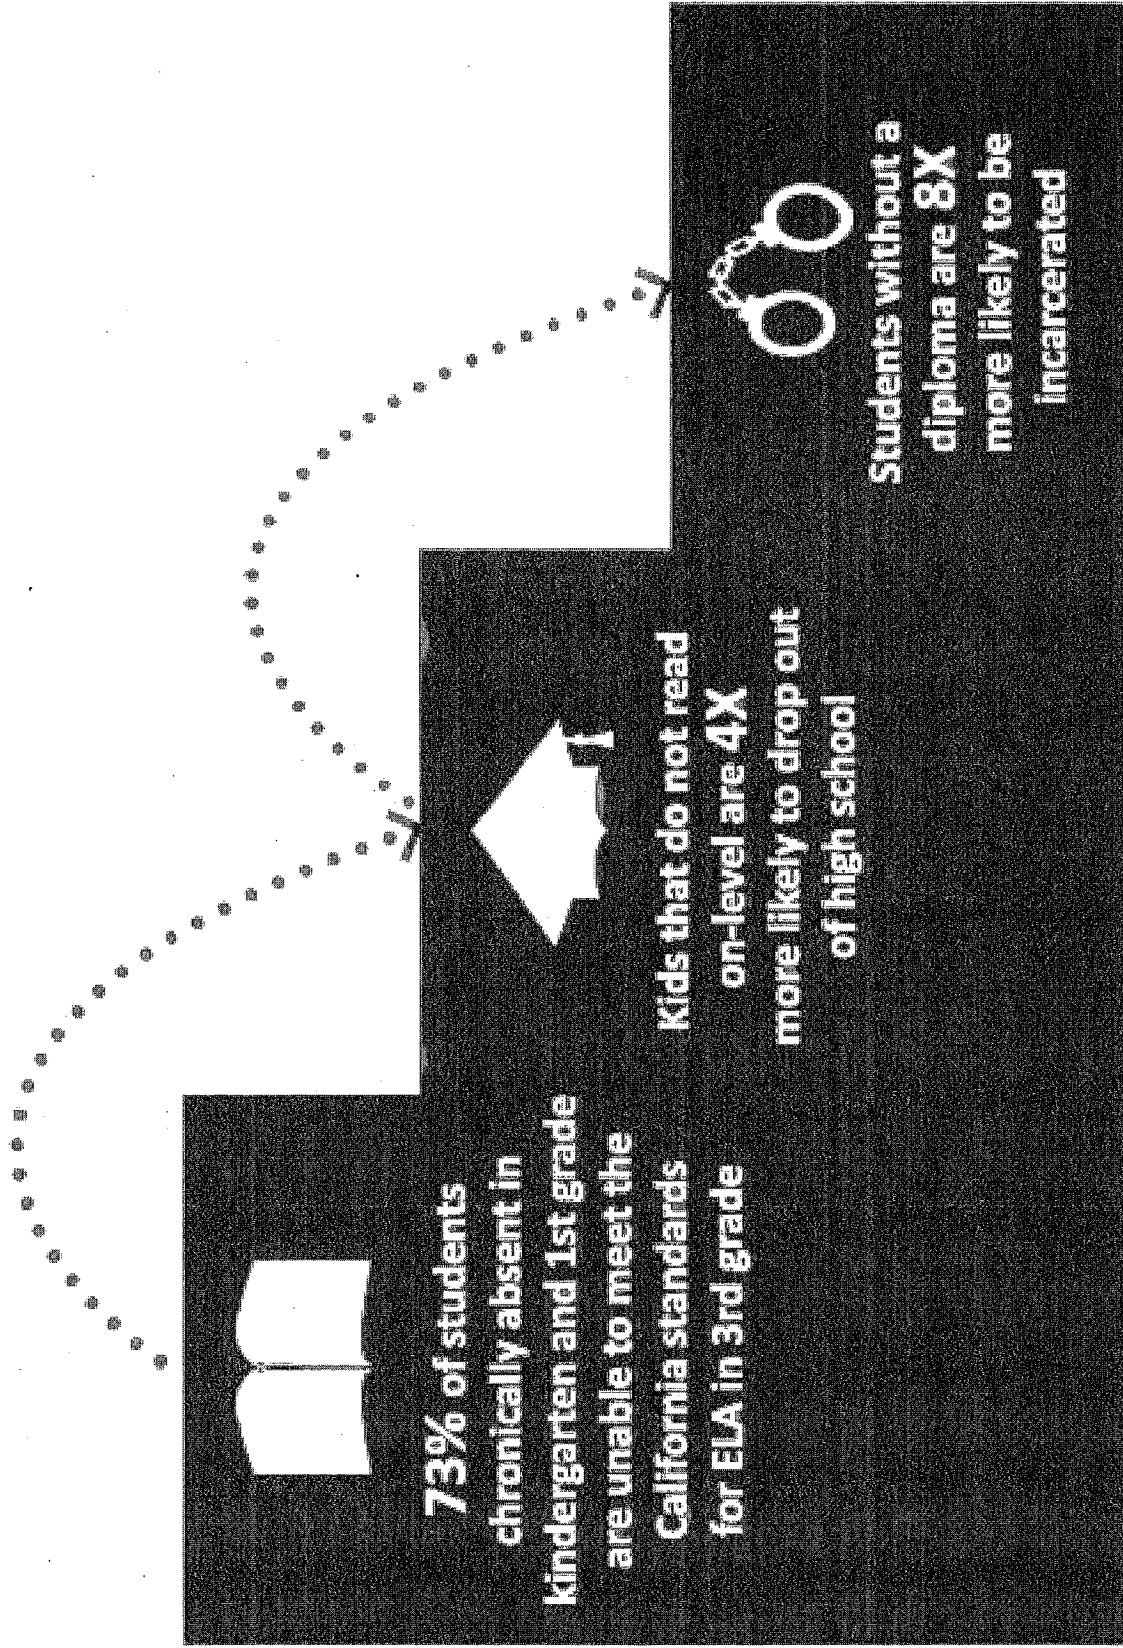 73% of students
chronically absent in
kindergarten and 1st grade
are unable to meet the
California standards
for ELA in 3rd grade
Kids that do not read
on-level are 4X
more likely to drop out
of high school
Students without a
diploma are 8X
more likely to be
incarcerated